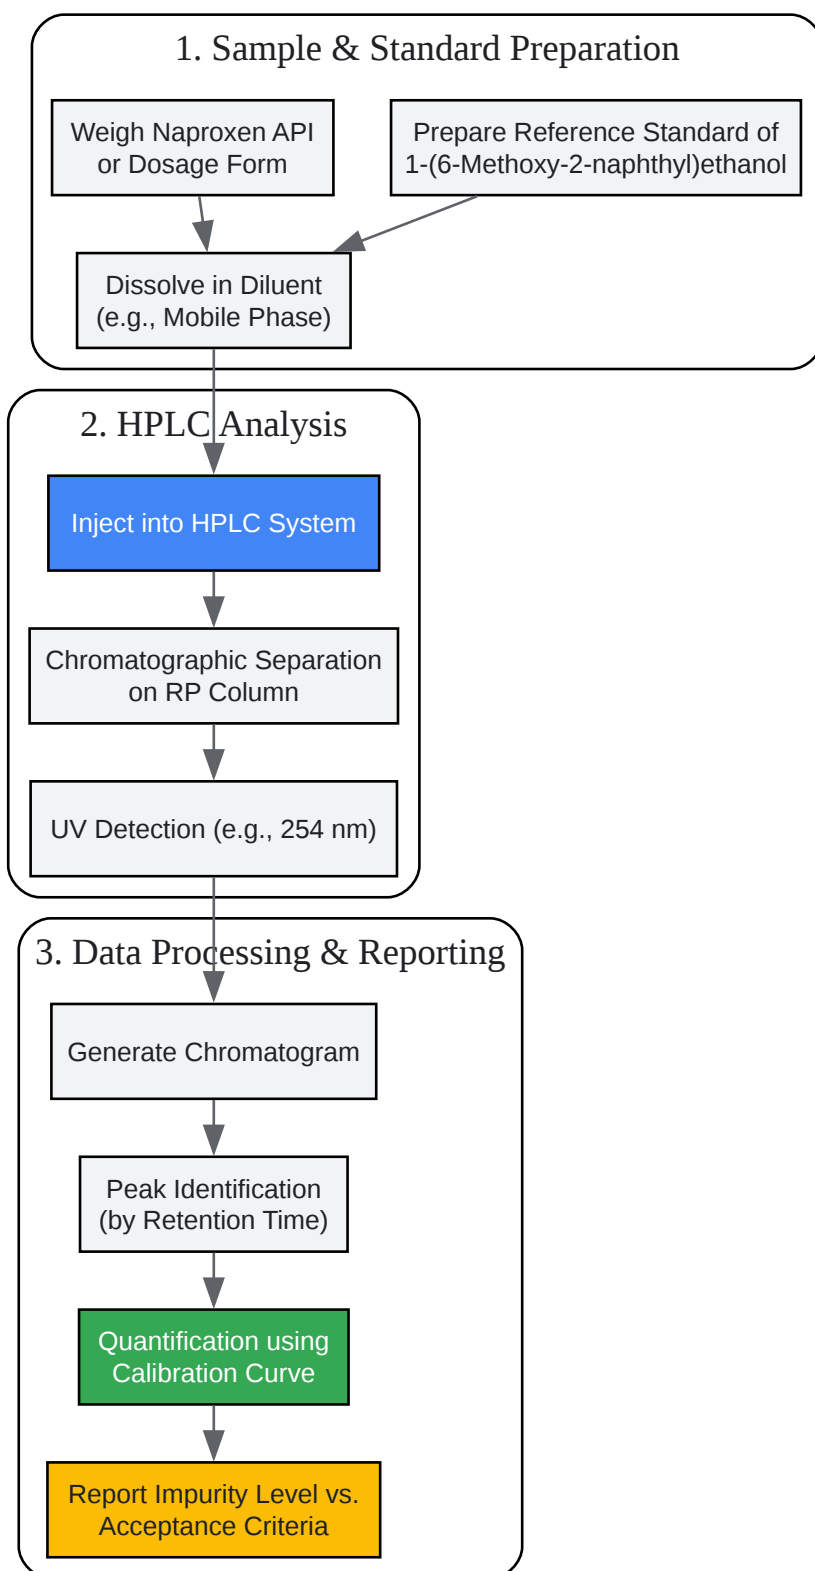 1. Sample & Standard Preparation
Weigh Naproxen API
or Dosage Form
Prepare Reference Standard of
1-(6-Methoxy-2-naphthyl)ethanol
Dissolve in Diluent
(e.g., Mobile Phase)
2. HPLC Analysis
Inject into HPLC System
Chromatographic Separation
on RP Column
UV Detection (e.g., 254 nm)
3. Data Processing & Reporting
Generate Chromatogram
Peak Identification
(by Retention Time)
Quantification using
Calibration Curve
Report Impurity Level vs.
Acceptance Criteria